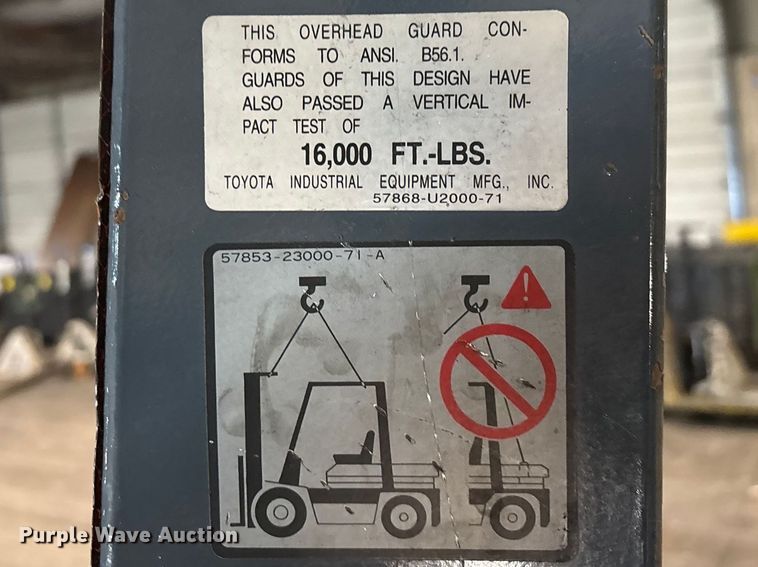 THIS OVERHEAD GUARD CON-
FORMS TO ANSI. B56.1.
GUARDS OF THIS DESIGN HAVE
ALSO PASSED A VERTICAL IM-
PACT TEST OF
16,000 FT.-LBS.
TOYOTA INDUSTRIAL EQUIPMENT MFG., INC.
57868-U2000-71
57853-23000-71-A
Purple Wave Auction®